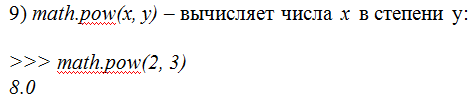 9) math.pow(x, y) – вычисляет числа x в степени y:
>>> math.pow(2, 3)
8.0